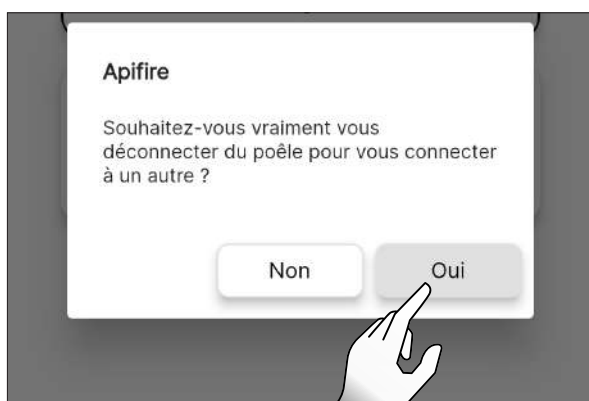 Apifire
Souhaitez-vous vraiment vous
déconnecter du poêle pour vous connecter
à un autre ?
Non Oui